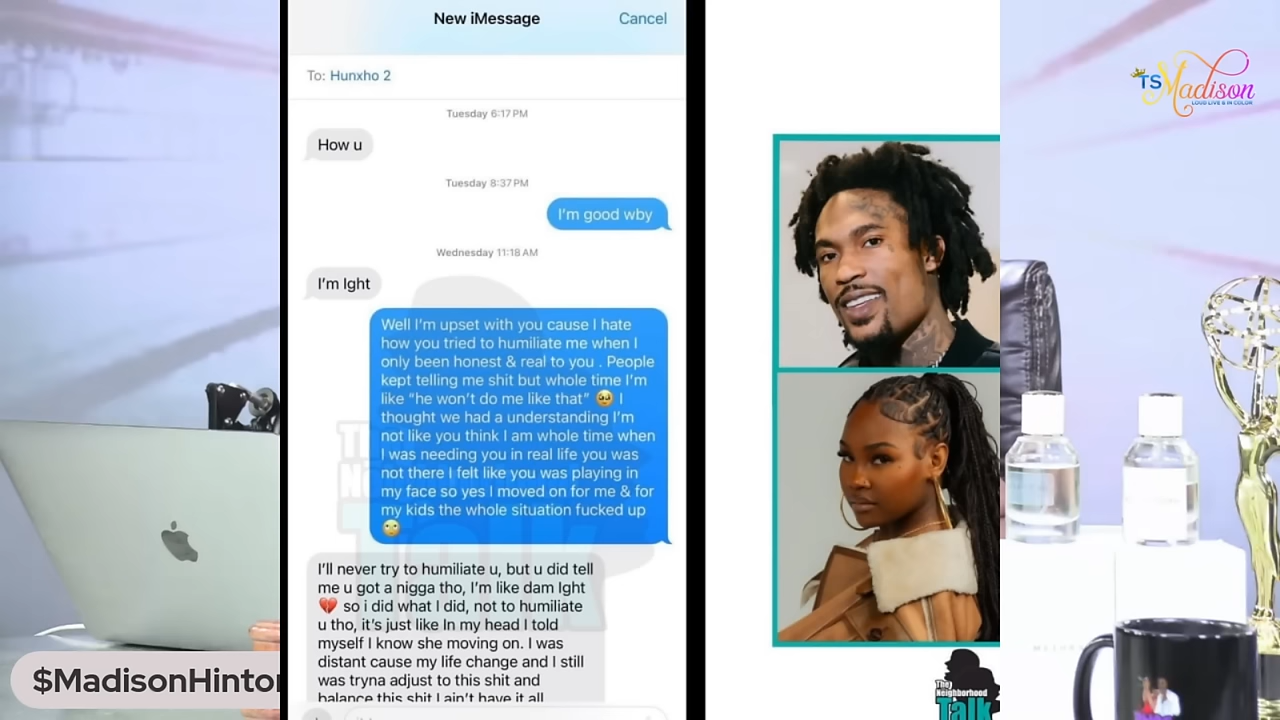 New iMessage
Cancel
To: Hunxho 2
Tuesday 6:17 PM
How u
Tuesday 8:37 PM
I'm good wby
Wednesday 11:18 AM
I'm Ight
Well I'm upset with you cause I hate
how you tried to humiliate me when I
only been honest & real to you . People
kept telling me shit but whole time I'm
like “he won't do me like that” 🥺 I
thought we had a understanding I'm
not like you think I am whole time when
I was needing you in real life you was
not there I felt like you was playing in
my face so yes I moved on for me & for
my kids the whole situation fucked up
🙄
I'll never try to humiliate u, but u did tell
me u got a nigga tho, I'm like dam Ight
💔 so i did what I did, not to humiliate
u tho, it's just like In my head I told
myself I know she moving on. I was
distant cause my life change and I still
was tryna adjust to this shit and
balance this shit I ain't have it all
The
Neighborhood
Talk
TS Madison
LOUD LIVE & IN COLOR
$MadisonHinton